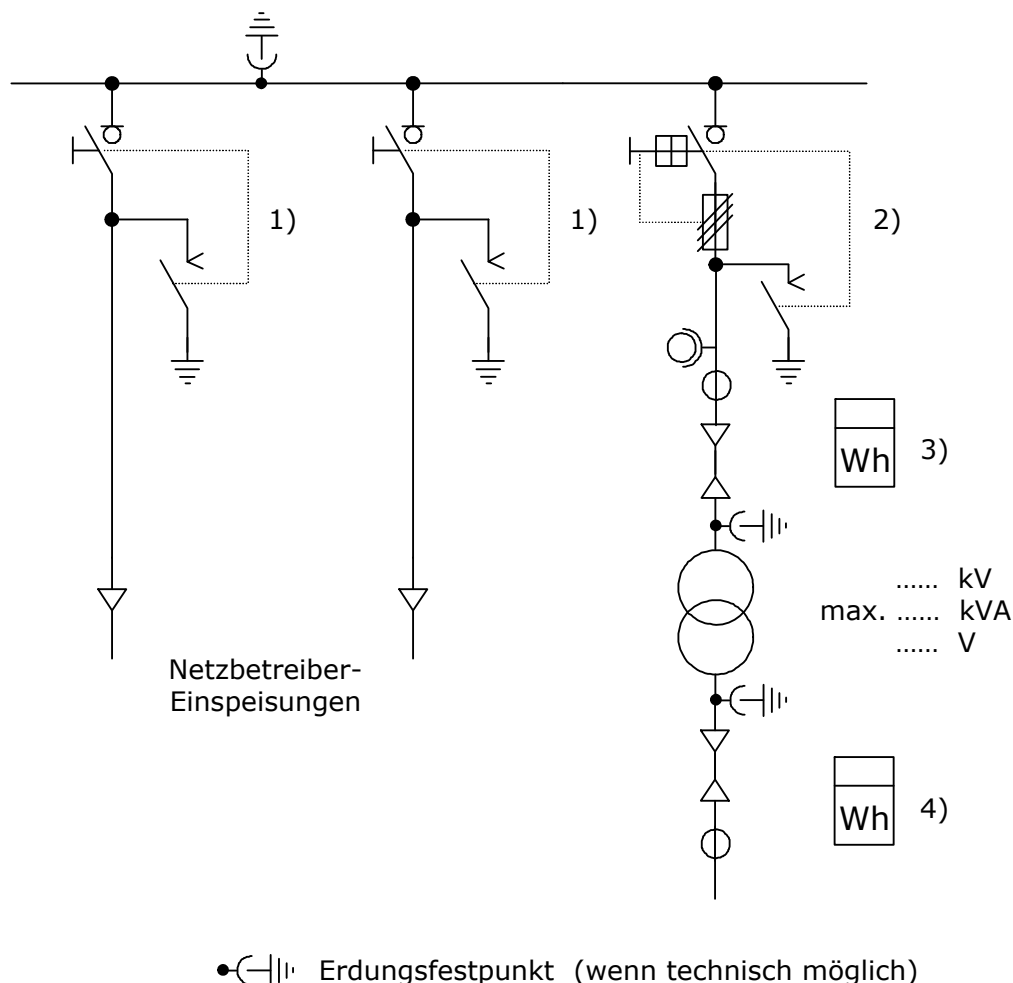 1)
1)
2)
Wh
3)
...... kV
max. ...... kVA
...... V
Netzbetreiber-
Einspeisungen
Wh
4)
Erdungsfestpunkt (wenn technisch möglich)